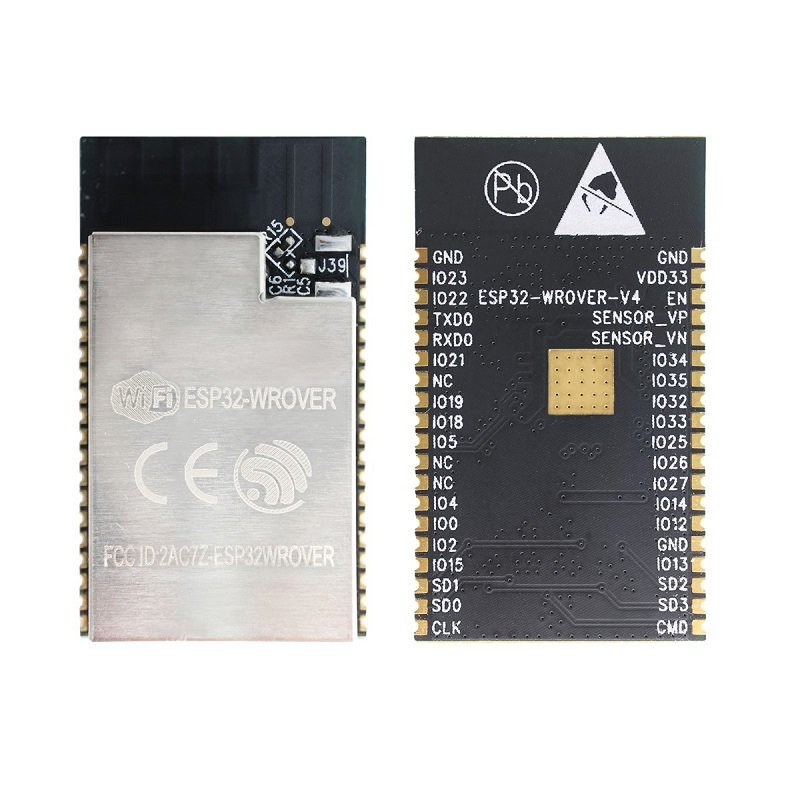 R15
J39
C6
R1
C5
WiFi ESP32-WROVER
CE
FCC ID:2AC7Z-ESP32WROVER
Pb
GND GND
IO23 VDD33
IO22 ESP32-WROVER-V4 EN
TXD0 SENSOR_VP
RXD0 SENSOR_VN
IO21 IO34
NC IO35
IO19 IO32
IO18 IO33
IO5 IO25
NC IO26
NC IO27
IO4 IO14
IO0 IO12
IO2 GND
IO15 IO13
SD1 SD2
SD0 SD3
CLK CMD